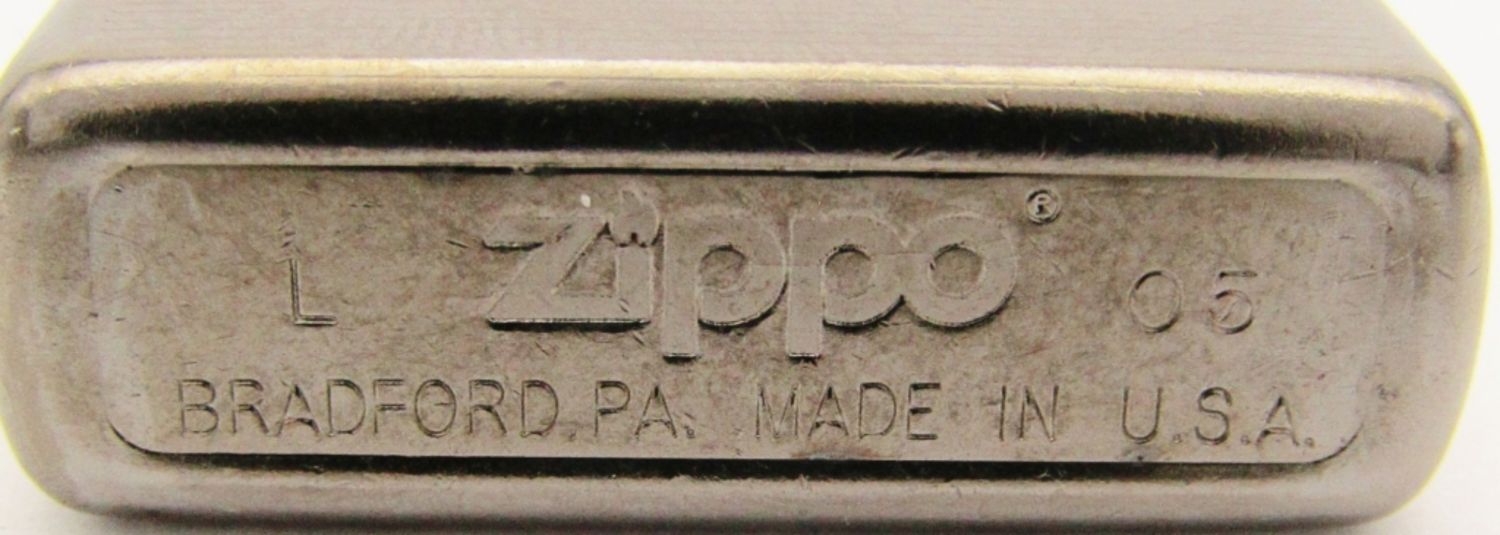 L Zippo® 05
BRADFORD, PA. MADE IN U.S.A.